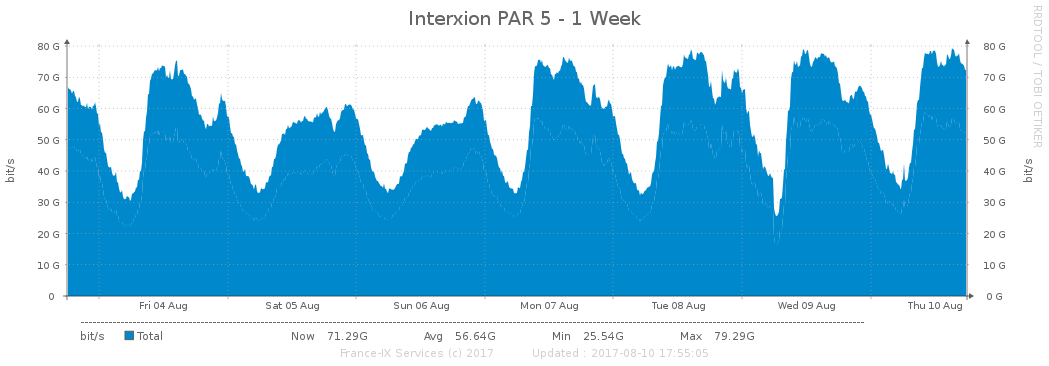 Interxion PAR 5 - 1 Week
RRDTOOL / TOBI OETIKER
80 G 80 G
70 G 70 G
60 G 60 G
50 G 50 G
40 G 40 G
30 G 30 G
20 G 20 G
10 G 10 G
0 0 G
bit/s bit/s
Fri 04 Aug Sat 05 Aug Sun 06 Aug Mon 07 Aug Tue 08 Aug Wed 09 Aug Thu 10 Aug
bit/s Total Now 71.29G Avg 56.64G Min 25.54G Max 79.29G
France-IX Services (c) 2017 Updated : 2017-08-10 17:55:05